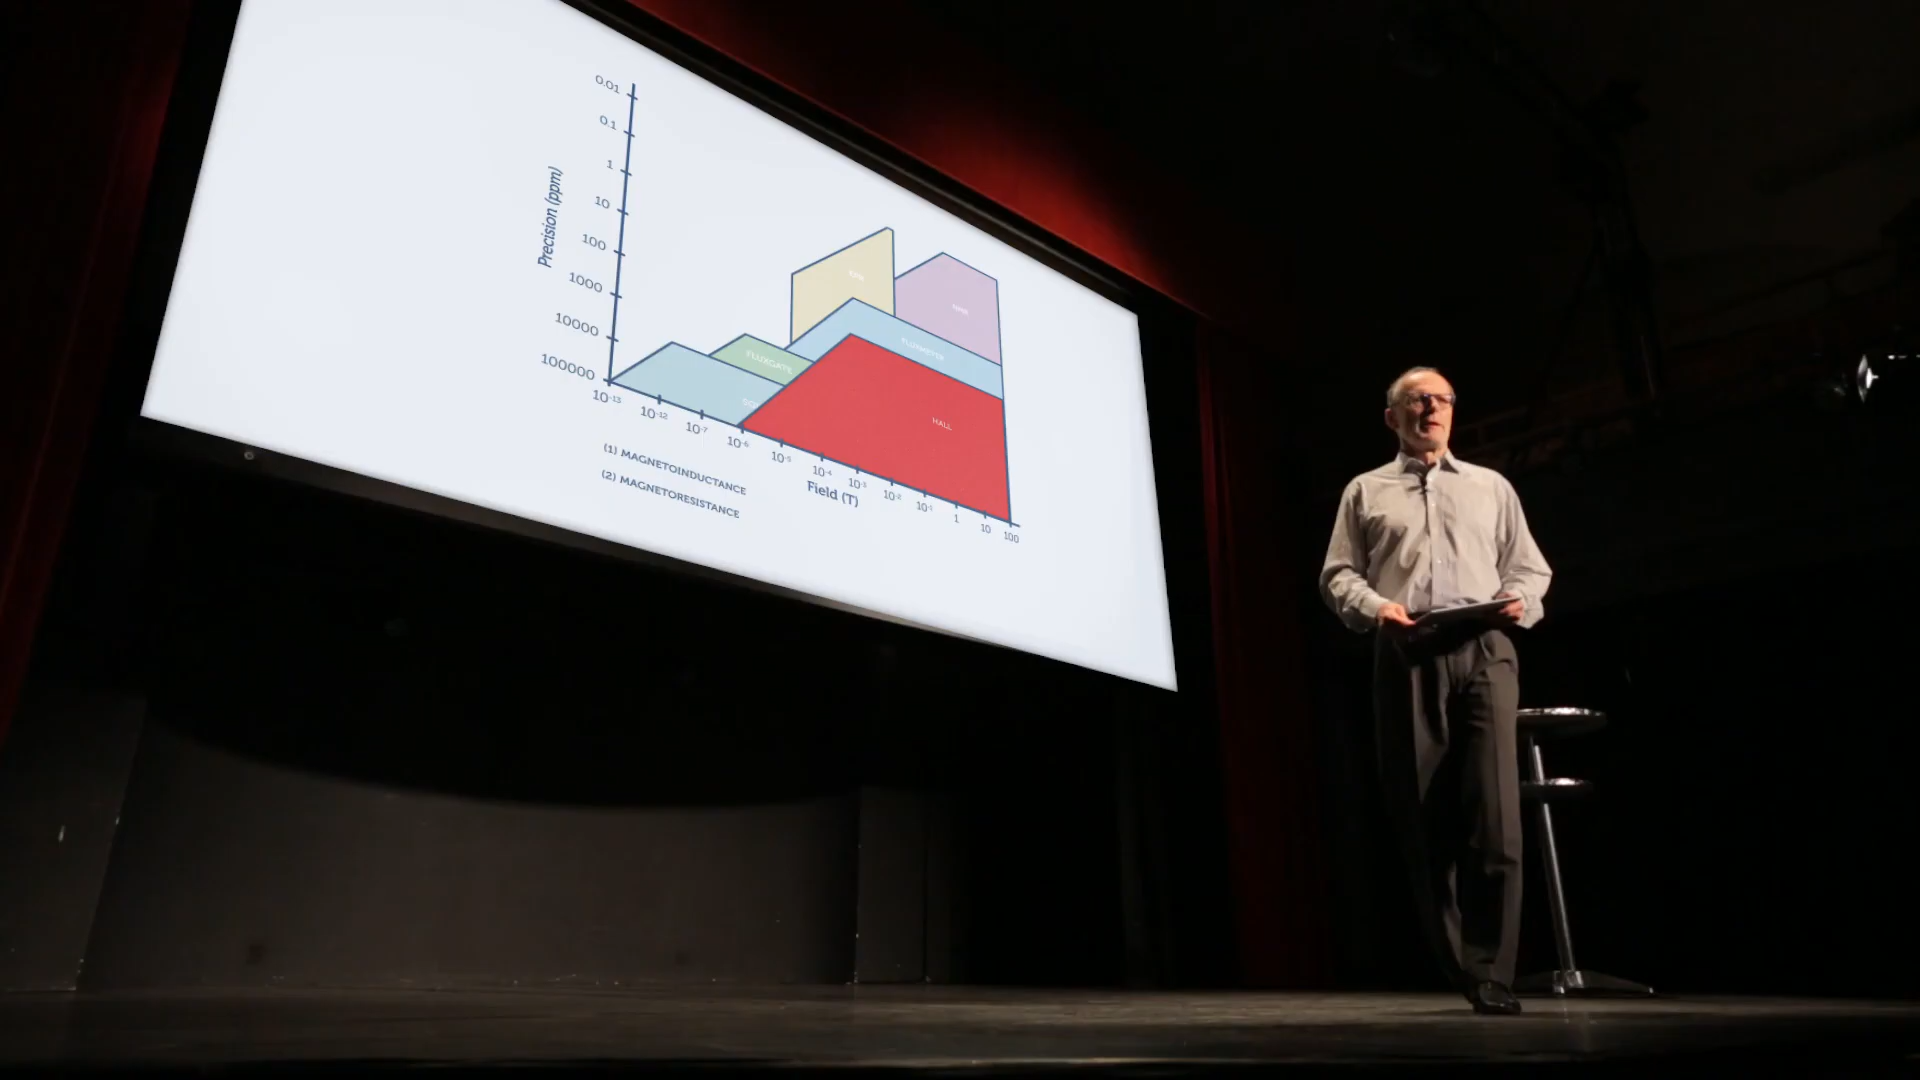 0.01
0.1
1
10
100
1000
10000
100000
Precision (ppm)
EPR
NMR
FLUXMETER
FLUXGATE
HALL
10-13
10-12
10-7
10-6
10-5
10-4
10-3
10-2
10-1
1
10
100
Field (T)
(1) MAGNETOINDUCTANCE
(2) MAGNETORESISTANCE